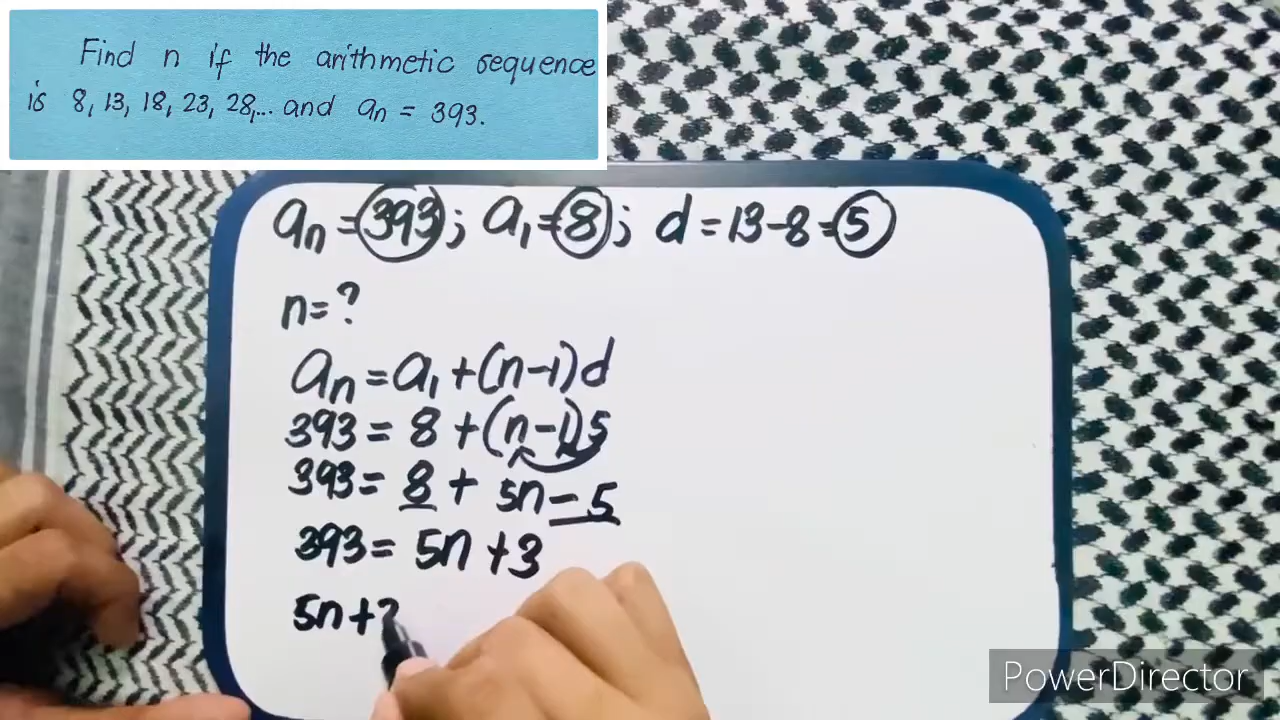 Find n if the arithmetic sequence
is 8, 13, 18, 23, 28,... and aₙ = 393.
aₙ = 393; a₁ = 8; d = 13 - 8 = 5
n = ?
aₙ = a₁ + (n - 1)d
393 = 8 + (n - 1)5
393 = 8 + 5n - 5
393 = 5n + 3
5n +
PowerDirector